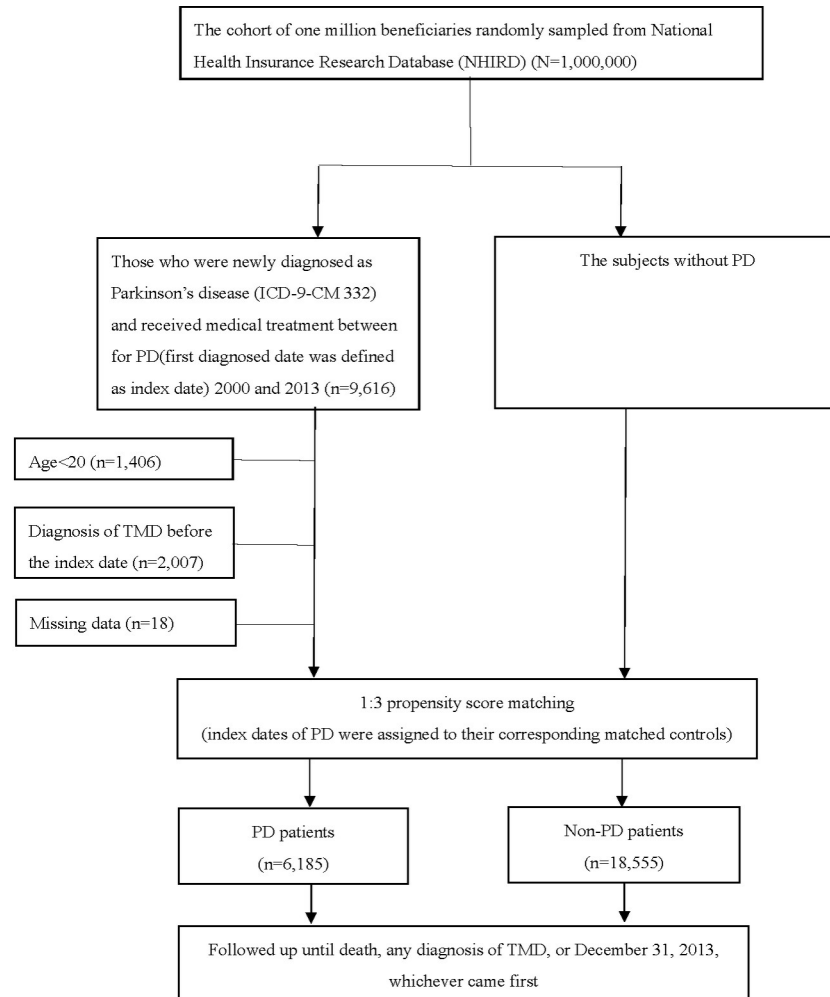 The cohort of one million beneficiaries randomly sampled from National
Health Insurance Research Database (NHIRD) (N=1,000,000)
Those who were newly diagnosed as
Parkinson's disease (ICD-9-CM 332)
and received medical treatment between
for PD(first diagnosed date was defined
as index date) 2000 and 2013 (n=9,616)
The subjects without PD
Age<20 (n=1,406)
Diagnosis of TMD before
the index date (n=2,007)
Missing data (n=18)
1:3 propensity score matching
(index dates of PD were assigned to their corresponding matched controls)
PD patients
(n=6,185)
Non-PD patients
(n=18,555)
Followed up until death, any diagnosis of TMD, or December 31, 2013,
whichever came first